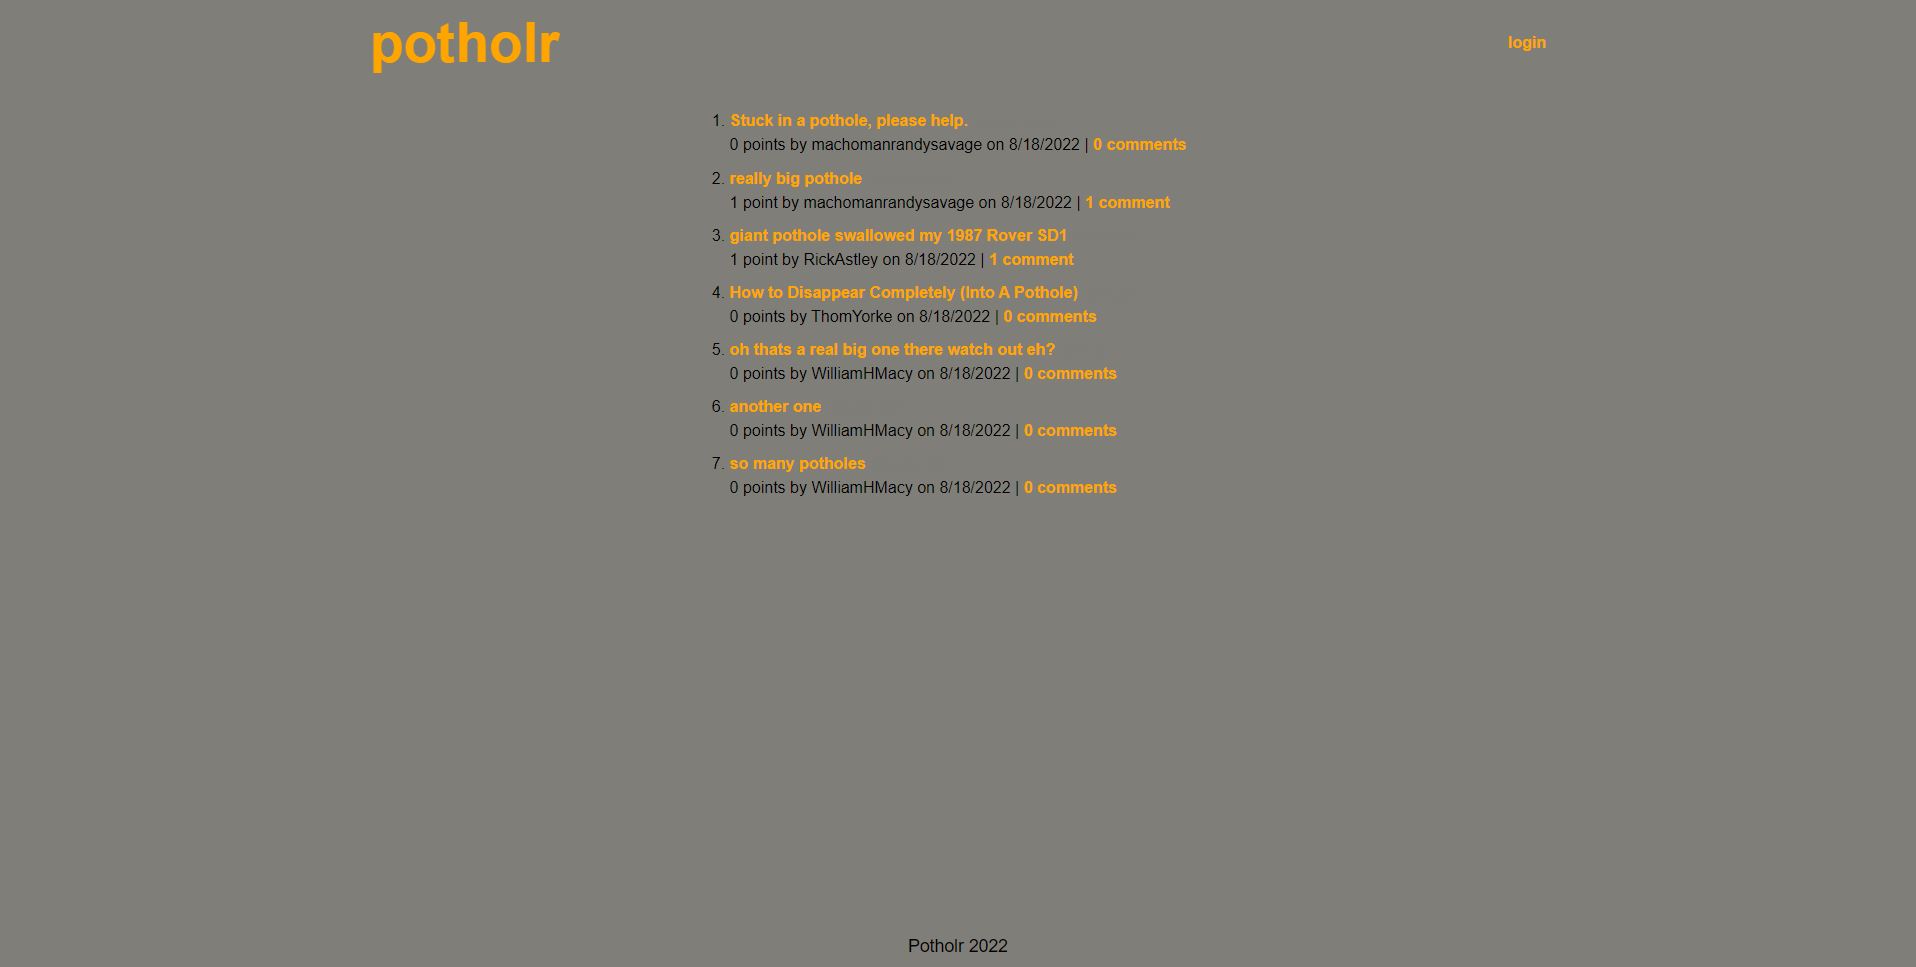 potholr
login
1. Stuck in a pothole, please help.
0 points by machomanrandysavage on 8/18/2022 | 0 comments
2. really big pothole
1 point by machomanrandysavage on 8/18/2022 | 1 comment
3. giant pothole swallowed my 1987 Rover SD1
1 point by RickAstley on 8/18/2022 | 1 comment
4. How to Disappear Completely (Into A Pothole)
0 points by ThomYorke on 8/18/2022 | 0 comments
5. oh thats a real big one there watch out eh?
0 points by WilliamHMacy on 8/18/2022 | 0 comments
6. another one
0 points by WilliamHMacy on 8/18/2022 | 0 comments
7. so many potholes
0 points by WilliamHMacy on 8/18/2022 | 0 comments
Potholr 2022